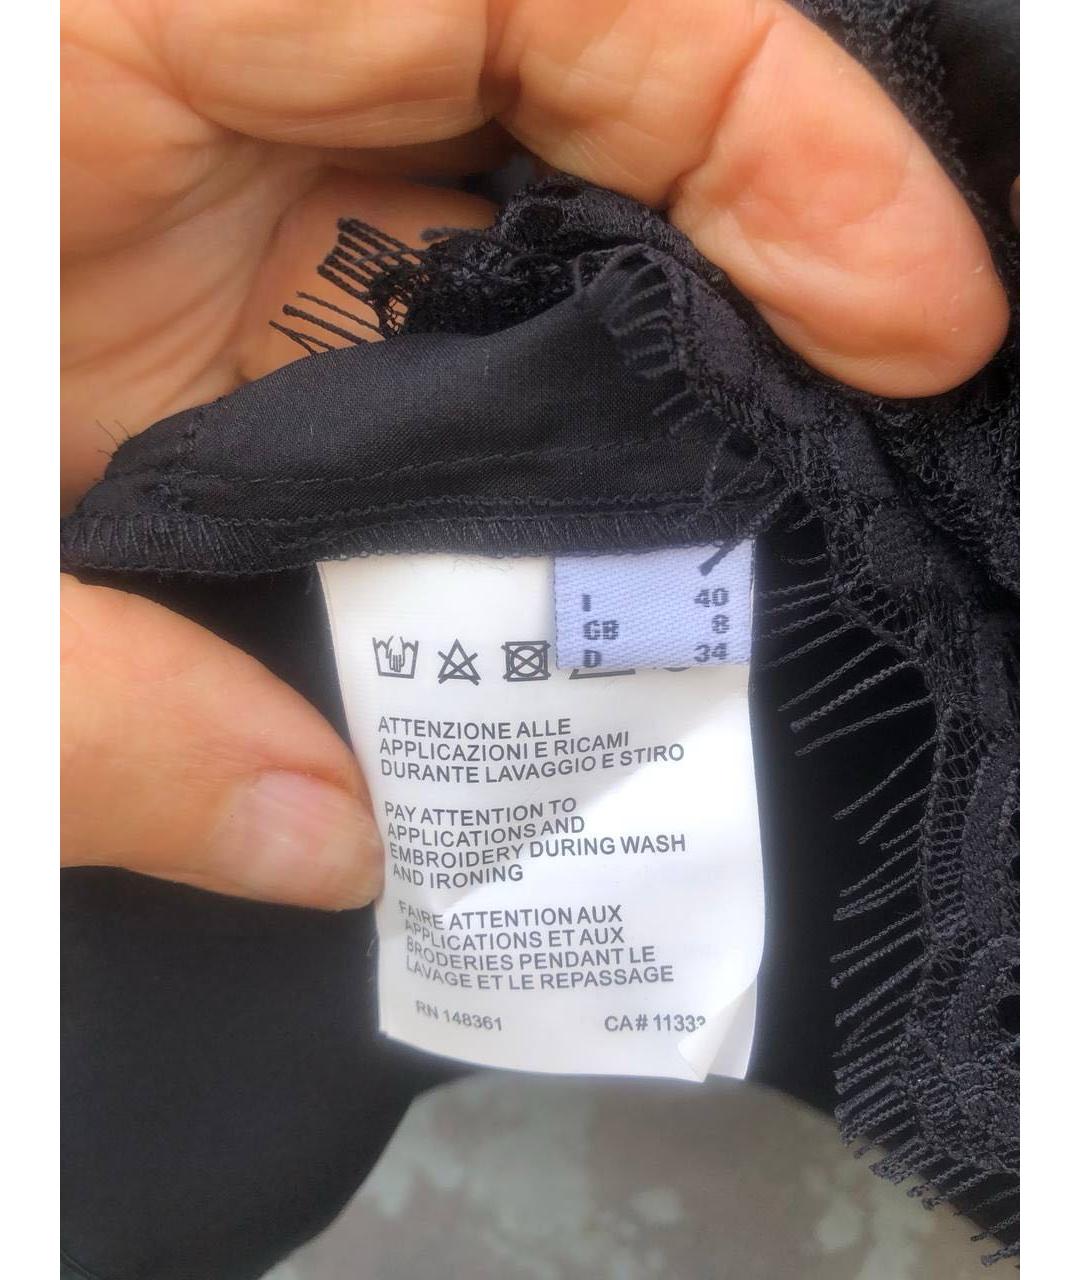 I 40
GB 8
D 34
ATTENZIONE ALLE
APPLICAZIONI E RICAMI
DURANTE LAVAGGIO E STIRO
PAY ATTENTION TO
APPLICATIONS AND
EMBROIDERY DURING WASH
AND IRONING
FAIRE ATTENTION AUX
APPLICATIONS ET AUX
BRODERIES PENDANT LE
LAVAGE ET LE REPASSAGE
RN 148361 CA#